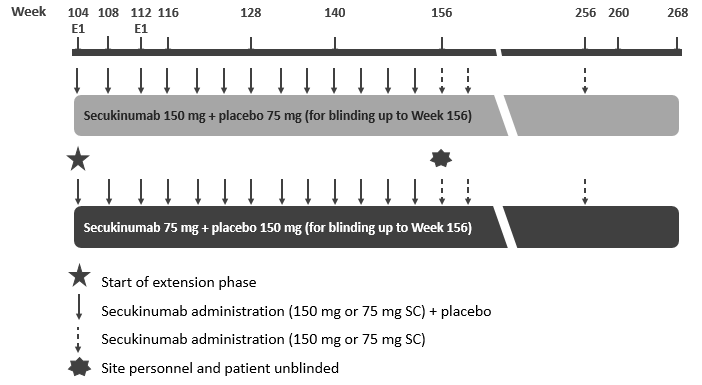 Week 104 108 112 116 128 140 156 256 260 268
E1 E1
Secukinumab 150 mg + placebo 75 mg (for blinding up to Week 156)
Secukinumab 75 mg + placebo 150 mg (for blinding up to Week 156)
Start of extension phase
Secukinumab administration (150 mg or 75 mg SC) + placebo
Secukinumab administration (150 mg or 75 mg SC)
Site personnel and patient unblinded